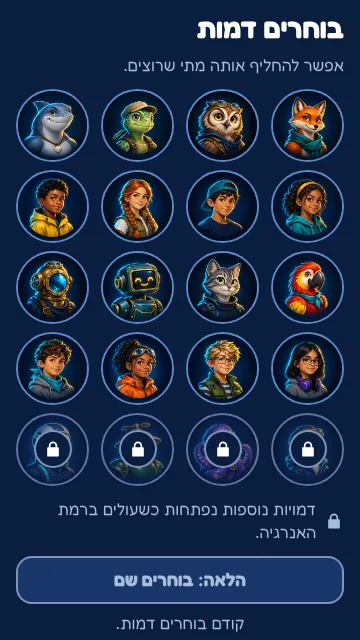 בוחרים דמות
אפשר להחליף אותה מתי שרוצים.
דמויות נוספות נפתחות כשעולים ברמת
האנרגיה.
הלאה: בוחרים שם
קודם בוחרים דמות.